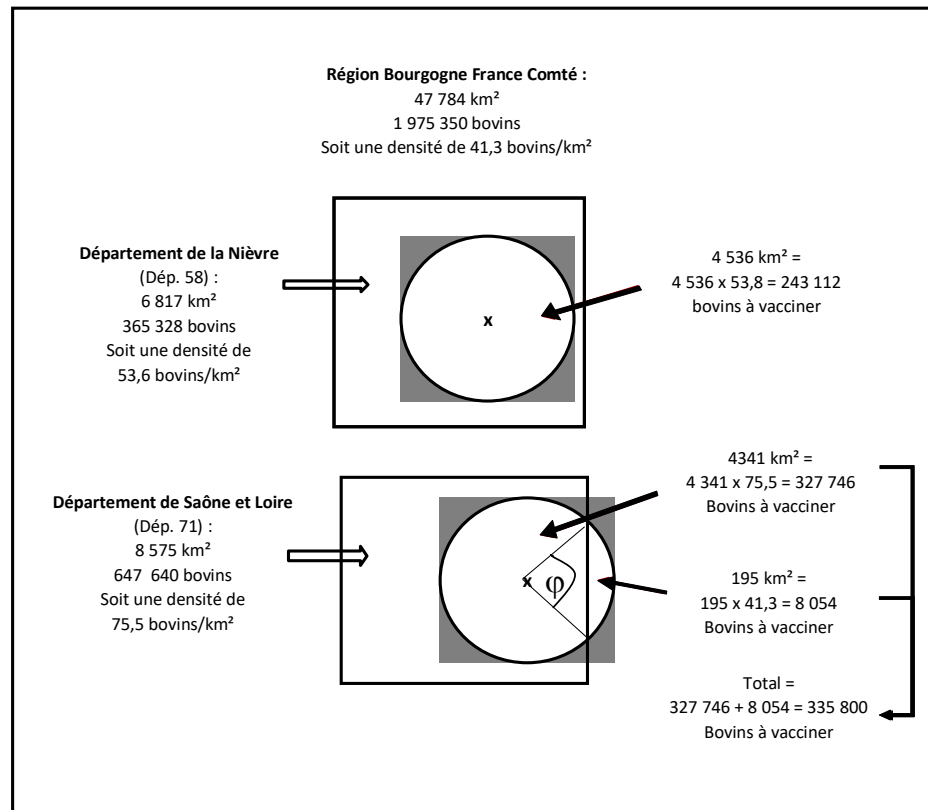 Région Bourgogne France Comté :
47 784 km²
1 975 350 bovins
Soit une densité de 41,3 bovins/km²
Département de la Nièvre
(Dép. 58) :
6 817 km²
365 328 bovins
Soit une densité de
53,6 bovins/km²
x
4 536 km² =
4 536 x 53,8 = 243 112
bovins à vacciner
Département de Saône et Loire
(Dép. 71) :
8 575 km²
647 640 bovins
Soit une densité de
75,5 bovins/km²
x
φ
4341 km² =
4 341 x 75,5 = 327 746
Bovins à vacciner
195 km² =
195 x 41,3 = 8 054
Bovins à vacciner
Total =
327 746 + 8 054 = 335 800
Bovins à vacciner